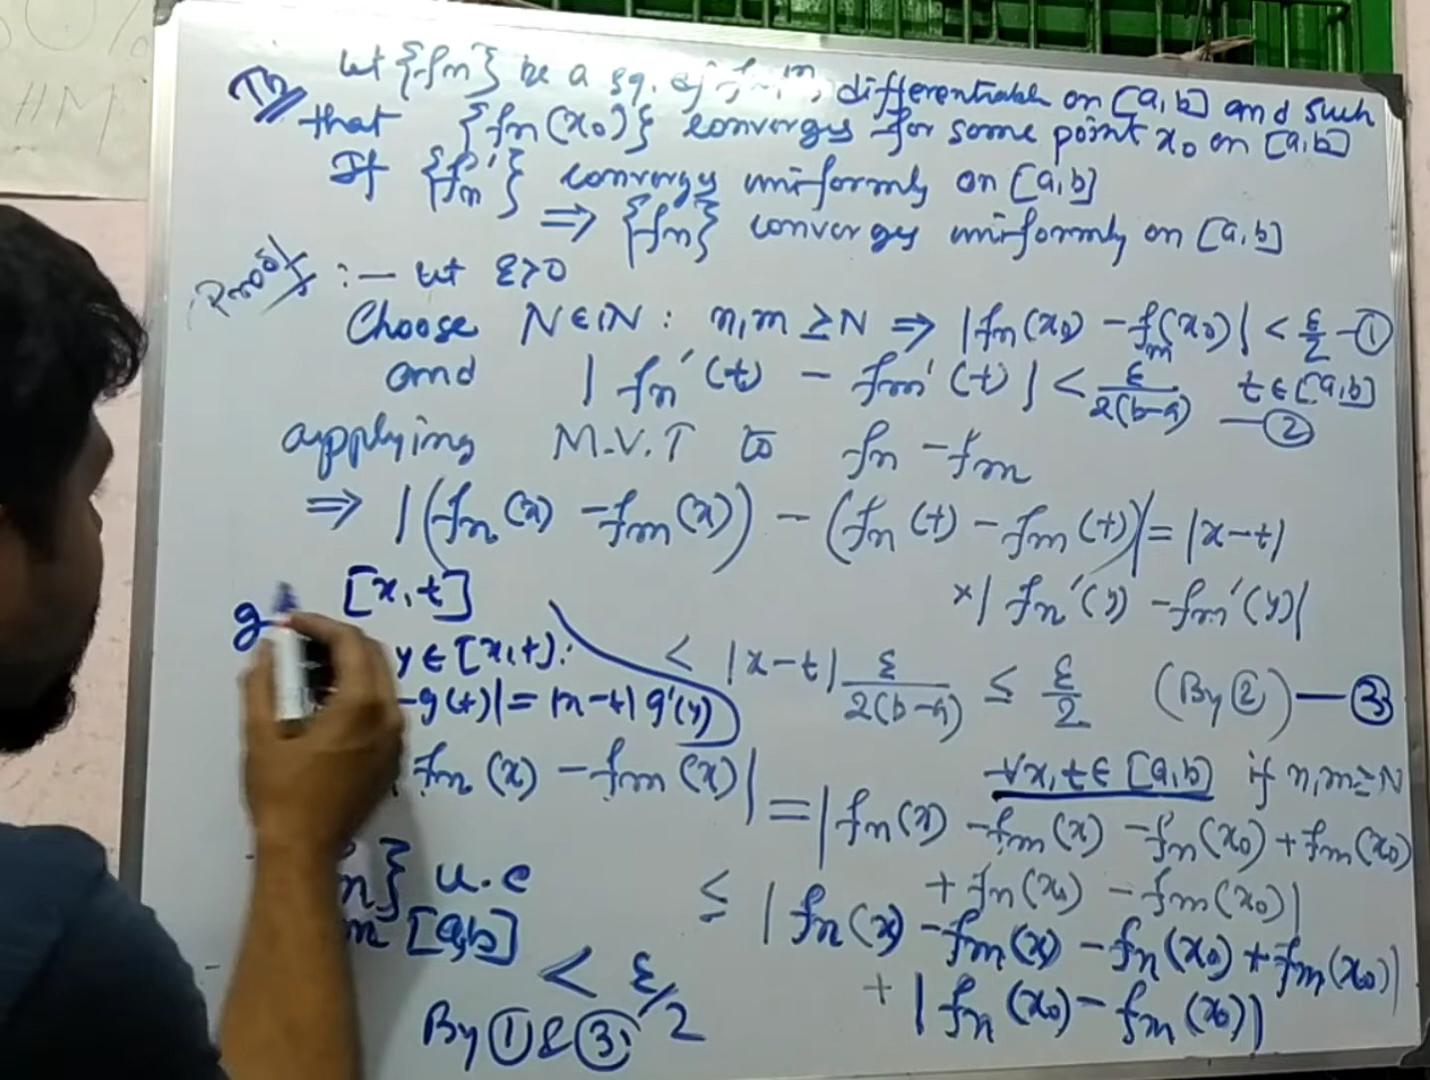 Th
Let {fn} be a sq. of fn, differentiable on [a,b] and such
that {fn(x₀)} converges for some point x₀ on [a,b]
If {fn'} converges uniformly on [a,b]
⇒ {fn} converges uniformly on [a,b]
Proof :— Let ε>0
Choose N∈ℕ : n,m ≥ N ⇒ |fn(x₀) - fm(x₀)| < ε/2 —①
and |fn'(t) - fm'(t)| < ε/2(b-a) t∈[a,b] —②
applying M.V.T to fn - fm
⇒ |(fn(x) - fm(x)) - (fn(t) - fm(t))| = |x-t|
×|fn'(y) - fm'(y)|
g [x,t]
y∈[x,t]:
-g(t)| = |x-t| g'(y)
< |x-t| ε/2(b-a) ≤ ε/2 (By ②) —③
∀x,t∈[a,b] if n,m≥N
fn(x) - fm(x)| = |fn(x) - fm(x) - fn(x₀) + fm(x₀)
+ fn(x₀) - fm(x₀)|
≤ |fn(x) - fm(x) - fn(x₀) + fm(x₀)|
+ |fn(x₀) - fm(x₀)|
n} u.c
[a,b]
< ε/2
By ① & ③